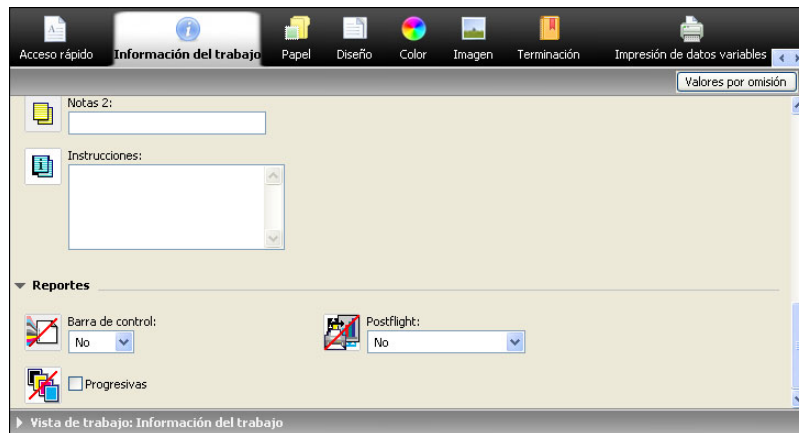 Acceso rápido
Información del trabajo
Papel
Diseño
Color
Imagen
Terminación
Impresión de datos variables
Valores por omisión
Notas 2:
Instrucciones:
Reportes
Barra de control:
No
Postflight:
No
Progresivas
Vista de trabajo: Información del trabajo